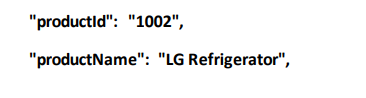 "productId": "1002",
"productName": "LG Refrigerator",